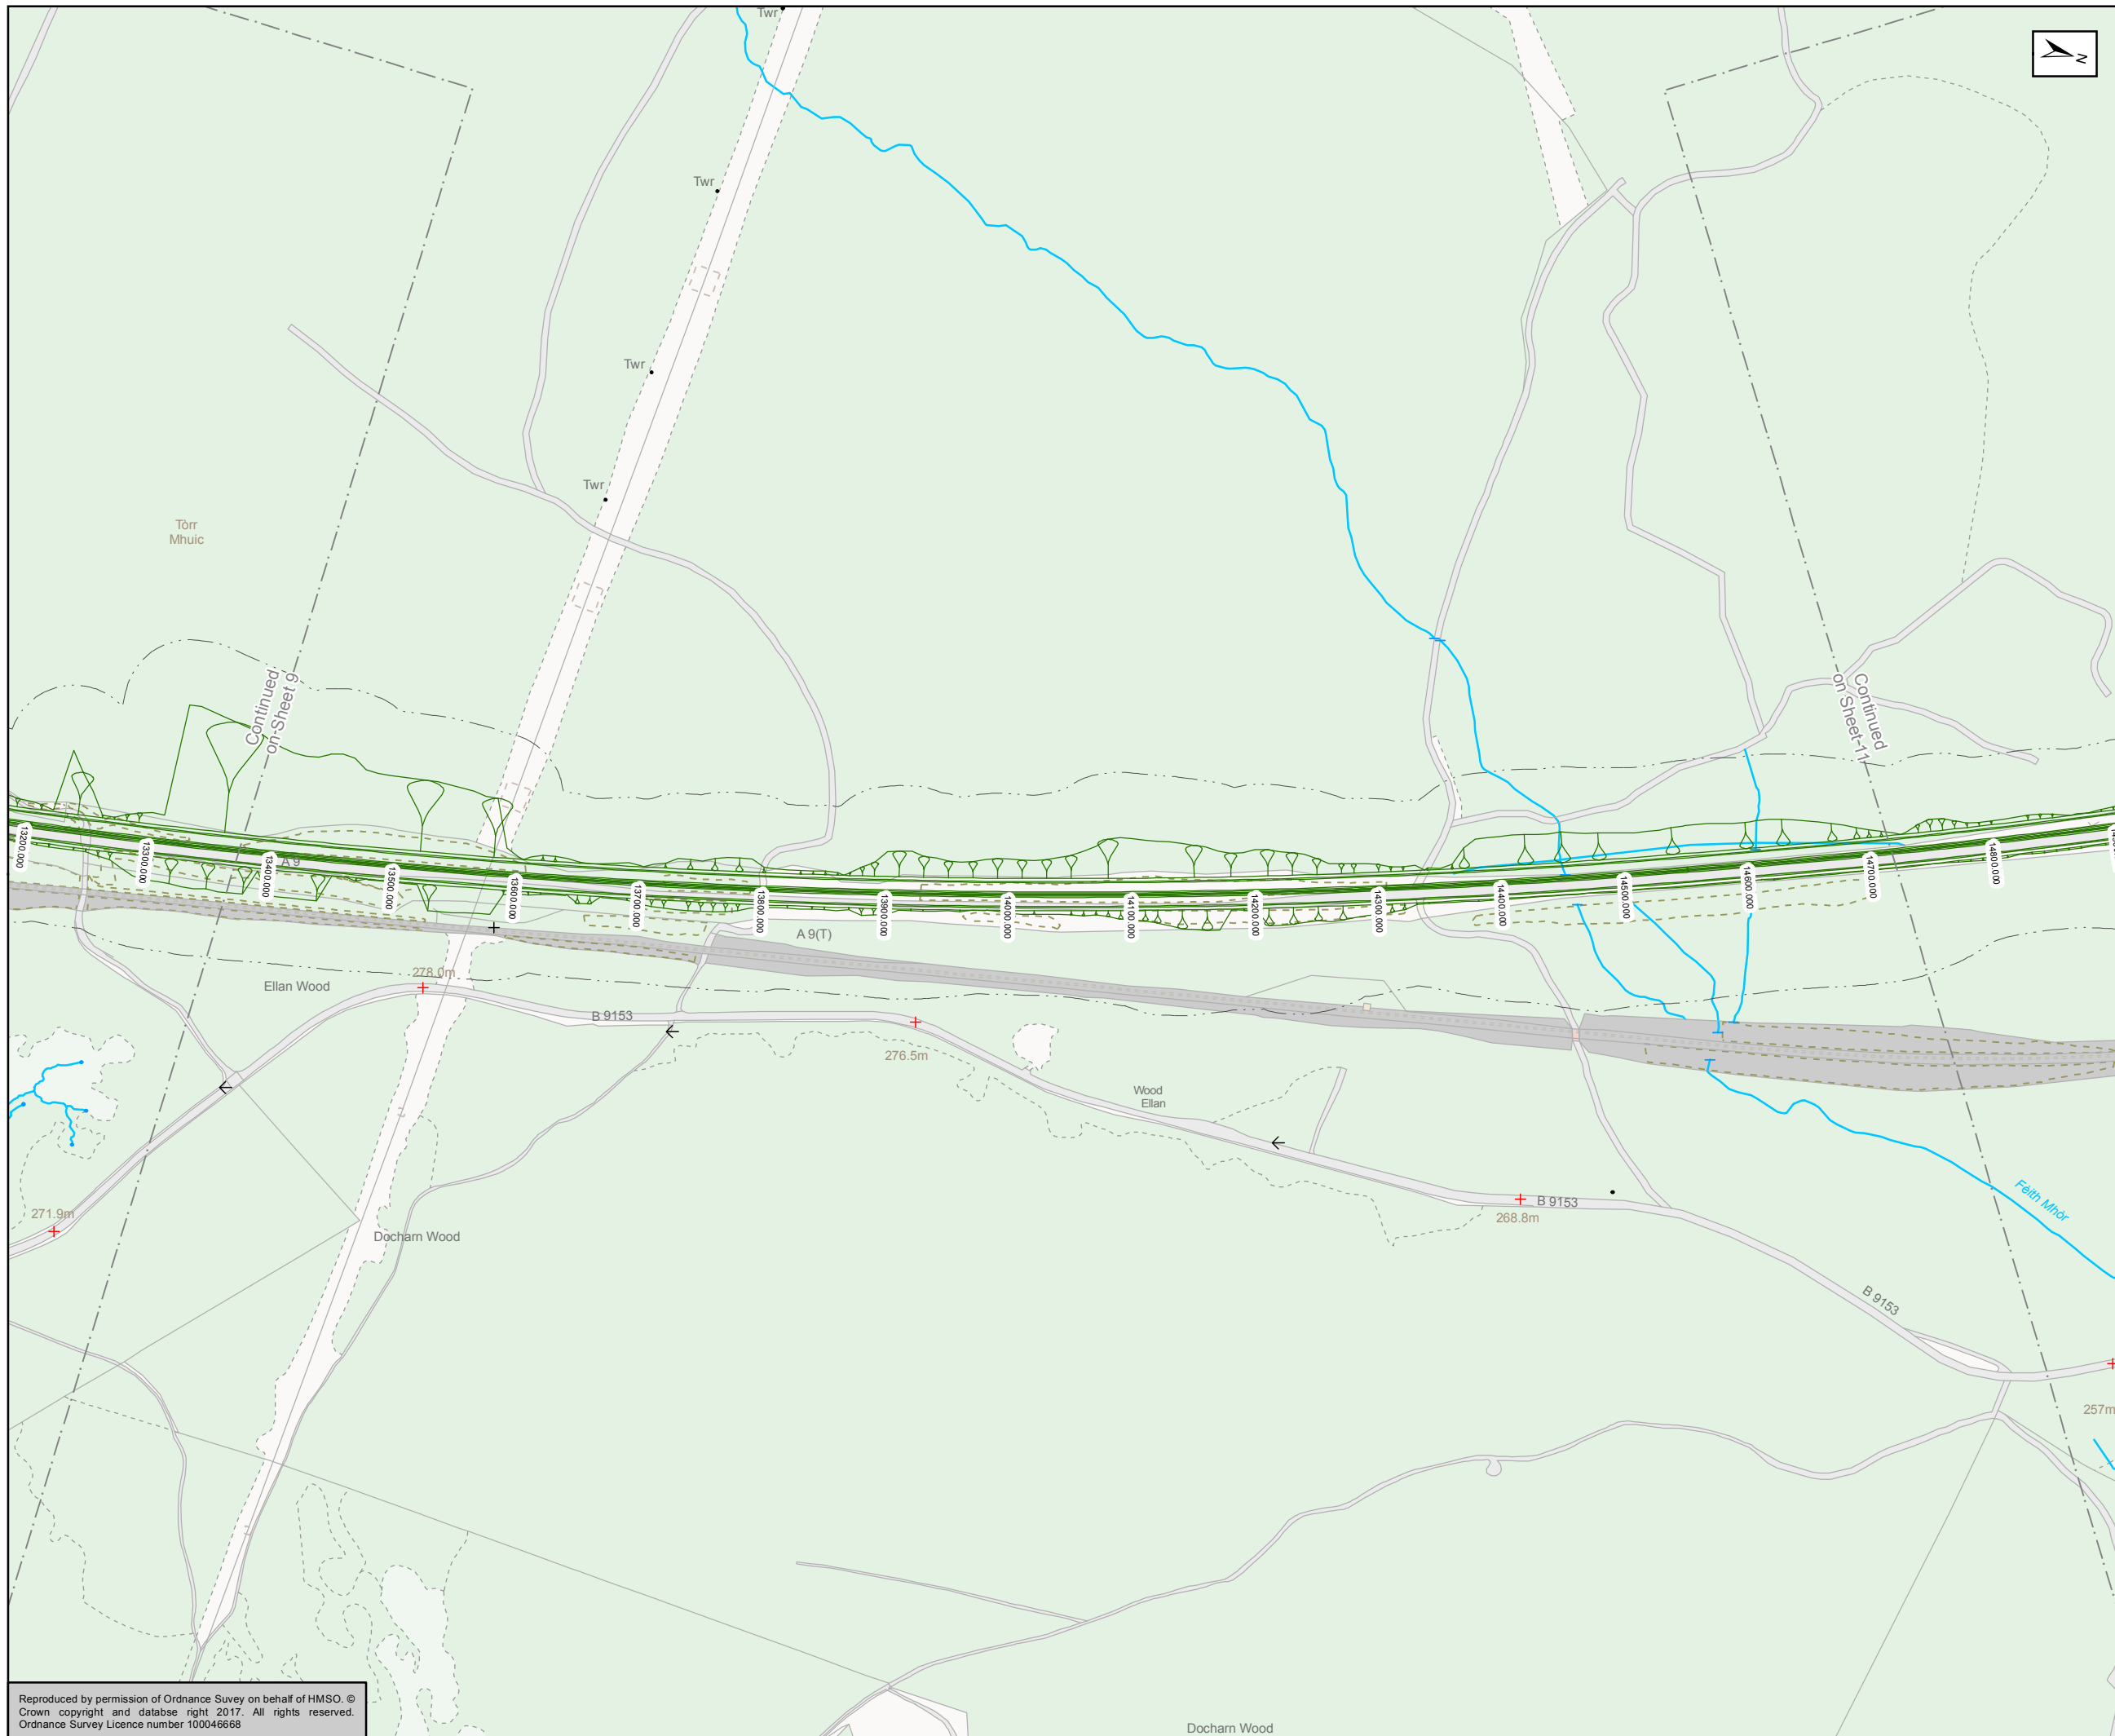 Twr
N
Twr
Twr
Twr
Tòrr
Mhuic
Continued
on-Sheet 9
Continued
on Sheet-11
13200.000
13300.000
13400.000
13500.000
13600.000
13700.000
13800.000
13900.000
14000.000
14100.000
14200.000
14300.000
14400.000
14500.000
14600.000
14700.000
14800.000
A 9
A 9(T)
278.0m
Ellan Wood
B 9153
276.5m
Wood
Ellan
271.9m
B 9153
268.8m
Féith Mhór
Docharn Wood
B 9153
257m
Docharn Wood
Reproduced by permission of Ordnance Suvey on behalf of HMSO. ©
Crown copyright and databse right 2017. All rights reserved.
Ordnance Survey Licence number 100046668